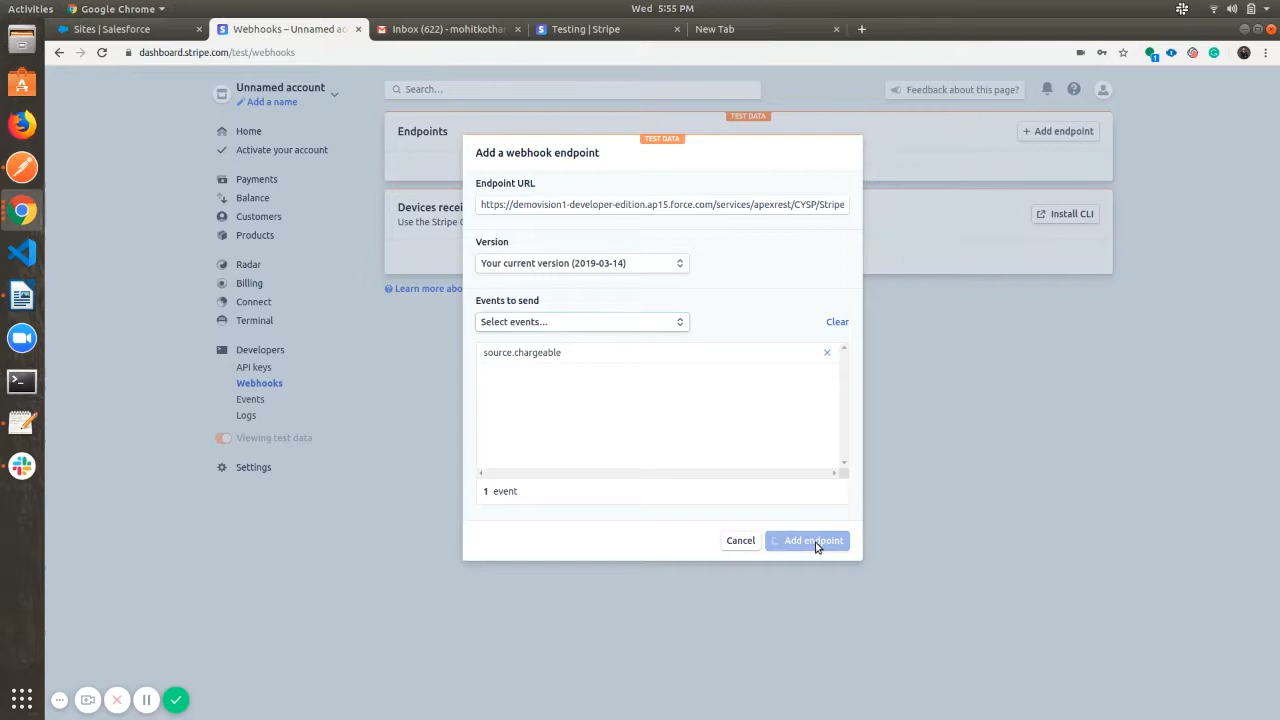 Activities
Google Chrome
Wed 5:55 PM
Sites | Salesforce
Webhooks – Unnamed ac
Inbox (622) - mohitkothar
Testing | Stripe
New Tab
dashboard.stripe.com/test/webhooks
Unnamed account
Add a name
Search...
Feedback about this page?
TEST DATA
Home
Activate your account
Payments
Balance
Customers
Products
Radar
Billing
Connect
Terminal
Developers
API keys
Webhooks
Events
Logs
Viewing test data
Settings
Endpoints
+ Add endpoint
Devices recei
Use the Stripe C
Install CLI
Learn more abo
TEST DATA
Add a webhook endpoint
Endpoint URL
https://demovision1-developer-edition.ap15.force.com/services/apexrest/CYSP/Stripe
Version
Your current version (2019-03-14)
Events to send
Select events...
Clear
source.chargeable
1 event
Cancel
Add endpoint